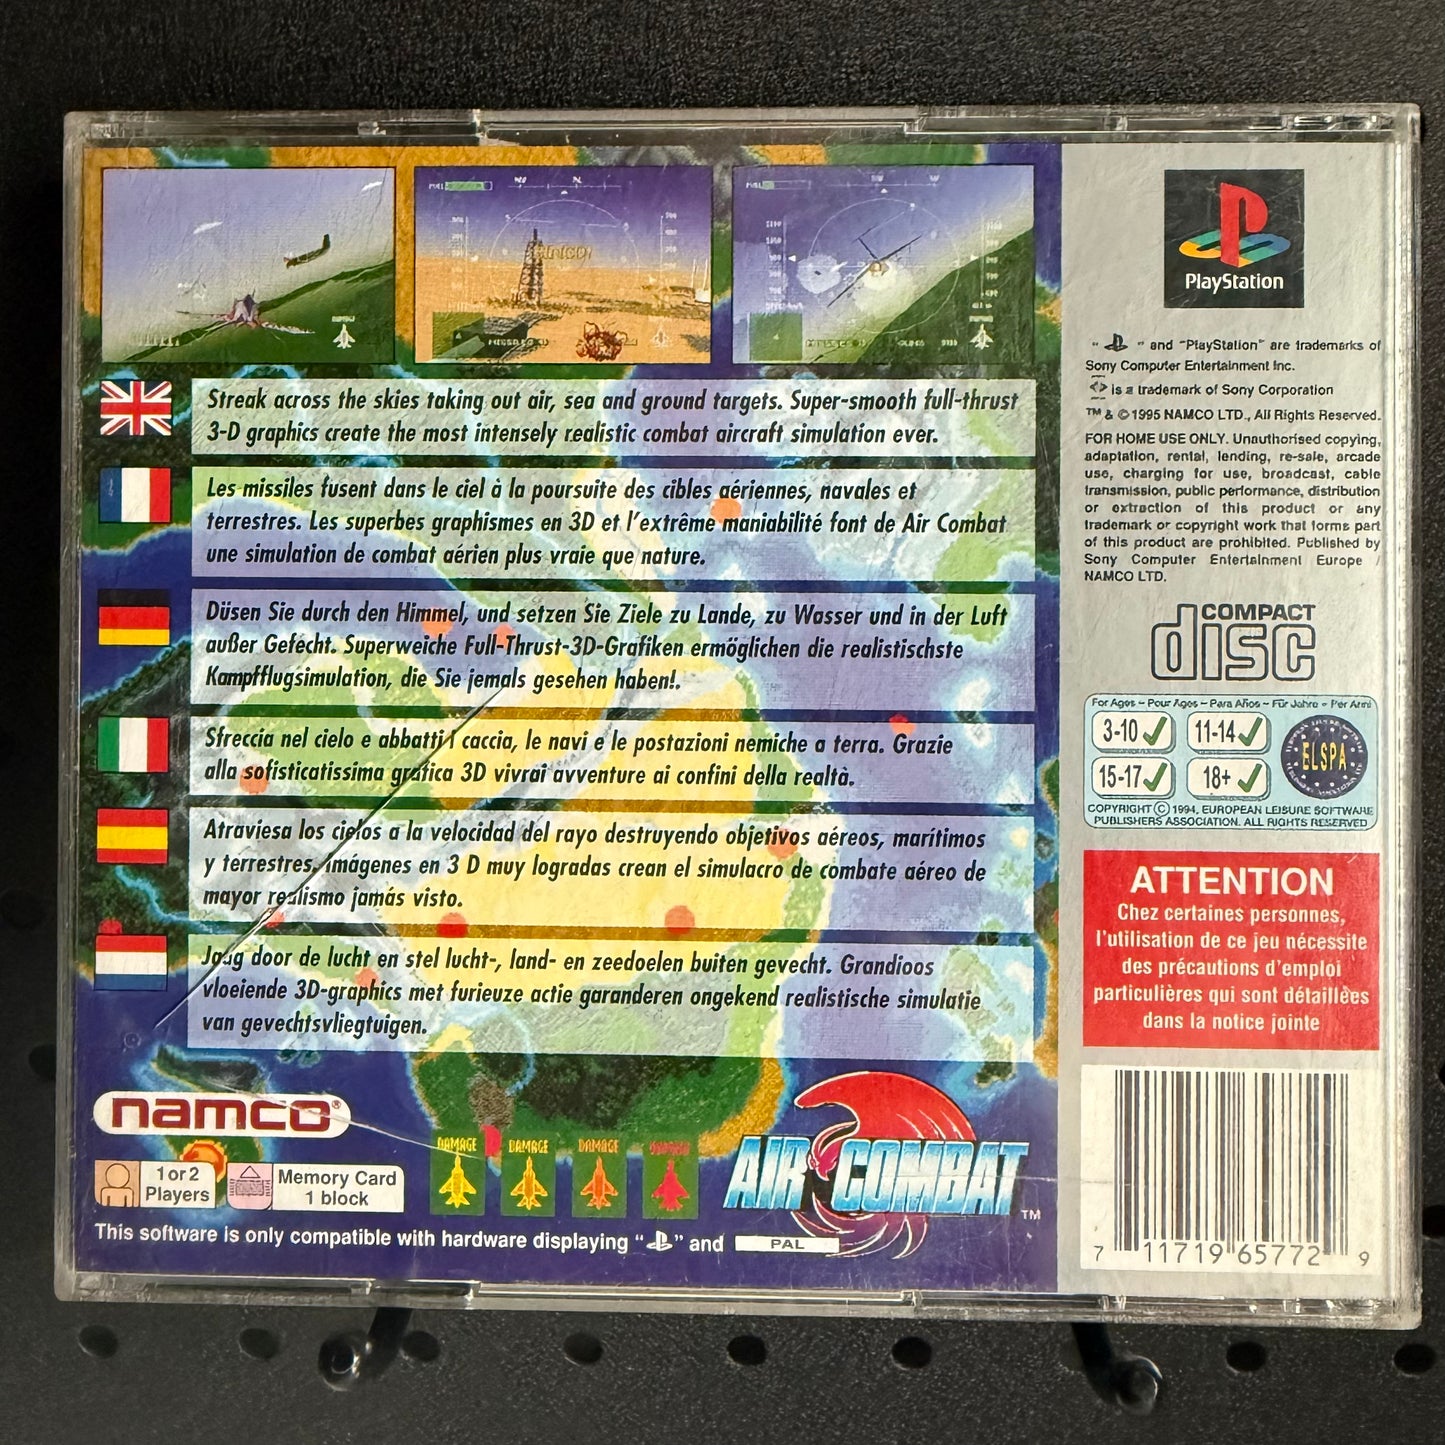 Streak across the skies taking out air, sea and ground targets. Super-smooth full-thrust
3-D graphics create the most intensely realistic combat aircraft simulation ever.
Les missiles fusent dans le ciel à la poursuite des cibles aériennes, navales et
terrestres. Les superbes graphismes en 3D et l'extrême maniabilité font de Air Combat
une simulation de combat aérien plus vraie que nature.
Düsen Sie durch den Himmel, und setzen Sie Ziele zu Lande, zu Wasser und in der Luft
außer Gefecht. Superweiche Full-Thrust-3D-Grafiken ermöglichen die realistischste
Kampfflugsimulation, die Sie jemals gesehen haben!.
Sfreccia nel cielo e abbatti i caccia, le navi e le postazioni nemiche a terra. Grazie
alla sofisticatissima grafica 3D vivrai avventure ai confini della realtà.
Atraviesa los cielos a la velocidad del rayo destruyendo objetivos aéreos, marítimos
y terrestres. Imágenes en 3 D muy logradas crean el simulacro de combate aéreo de
mayor realismo jamás visto.
Jaag door de lucht en stel lucht-, land- en zeedoelen buiten gevecht. Grandioos
vloeiende 3D-graphics met furieuze actie garanderen ongekend realistische simulatie
van gevechtsvliegtuigen.
namco®
1 or 2
Players
Memory Card
1 block
DAMAGE DAMAGE DAMAGE DAMAGE
AIR COMBAT™
This software is only compatible with hardware displaying " " and PAL
PlayStation
" " and "PlayStation" are trademarks of
Sony Computer Entertainment Inc.
is a trademark of Sony Corporation
™ & © 1995 NAMCO LTD., All Rights Reserved.
FOR HOME USE ONLY. Unauthorised copying,
adaptation, rental, lending, re-sale, arcade
use, charging for use, broadcast, cable
transmission, public performance, distribution
or extraction of this product or any
trademark or copyright work that forms part
of this product are prohibited. Published by
Sony Computer Entertainment Europe /
NAMCO LTD.
COMPACT
disc
For Ages - Pour Ages - Para Años - Für Jahre - Per Anni
3-10 11-14
15-17 18+
ELSPA
COPYRIGHT © 1994, EUROPEAN LEISURE SOFTWARE
PUBLISHERS ASSOCIATION. ALL RIGHTS RESERVED
ATTENTION
Chez certaines personnes,
l'utilisation de ce jeu nécessite
des précautions d'emploi
particulières qui sont détaillées
dans la notice jointe
7 11719 65772 9